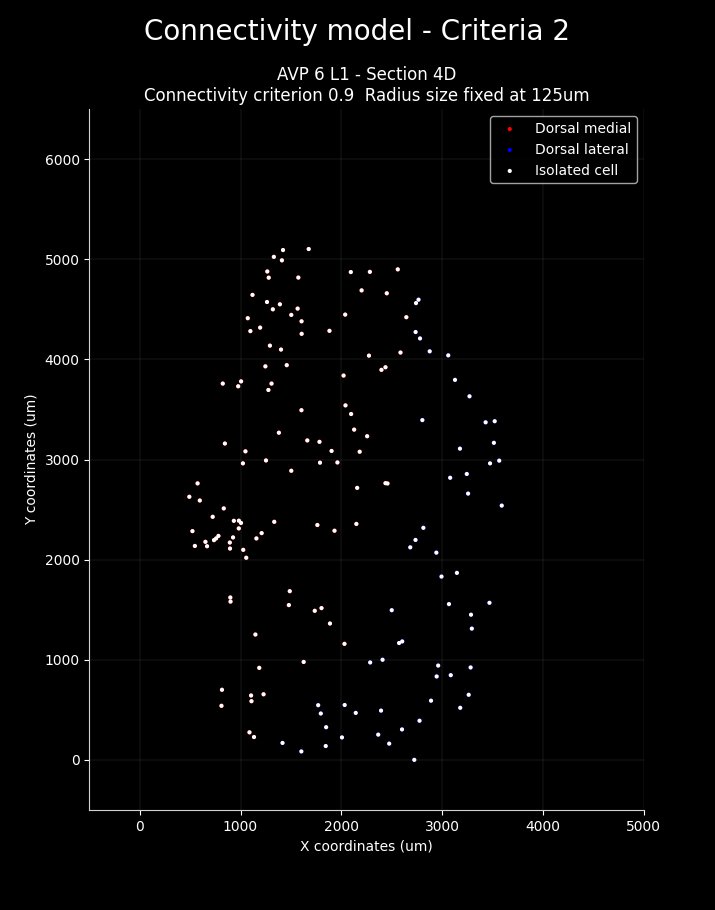 Connectivity model - Criteria 2
AVP 6 L1 - Section 4D
Connectivity criterion 0.9  Radius size fixed at 125um
Dorsal medial
Dorsal lateral
Isolated cell
6000
5000
4000
3000
2000
1000
0
Y coordinates (um)
0 1000 2000 3000 4000 5000
X coordinates (um)